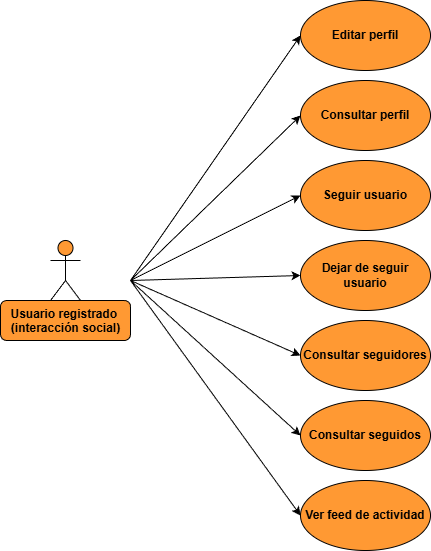 Editar perfil
Consultar perfil
Seguir usuario
Dejar de seguir
usuario
Usuario registrado
(interacción social)
Consultar seguidores
Consultar seguidos
Ver feed de actividad